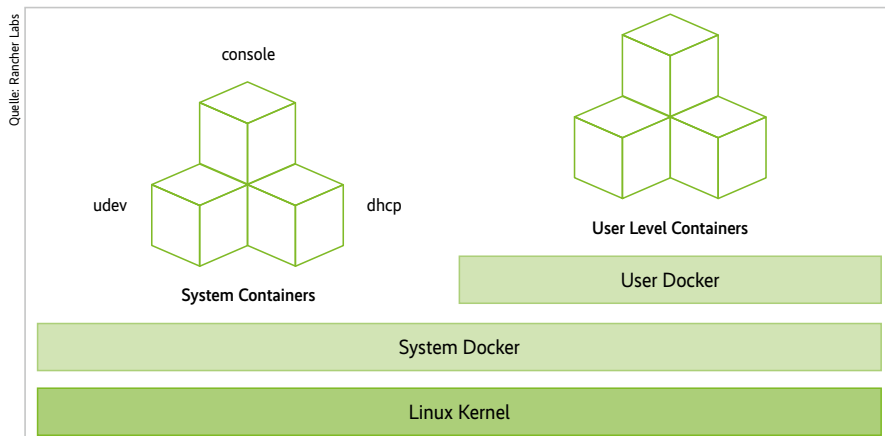 Quelle: Rancher Labs
console
udev
dhcp
System Containers
User Level Containers
User Docker
System Docker
Linux Kernel